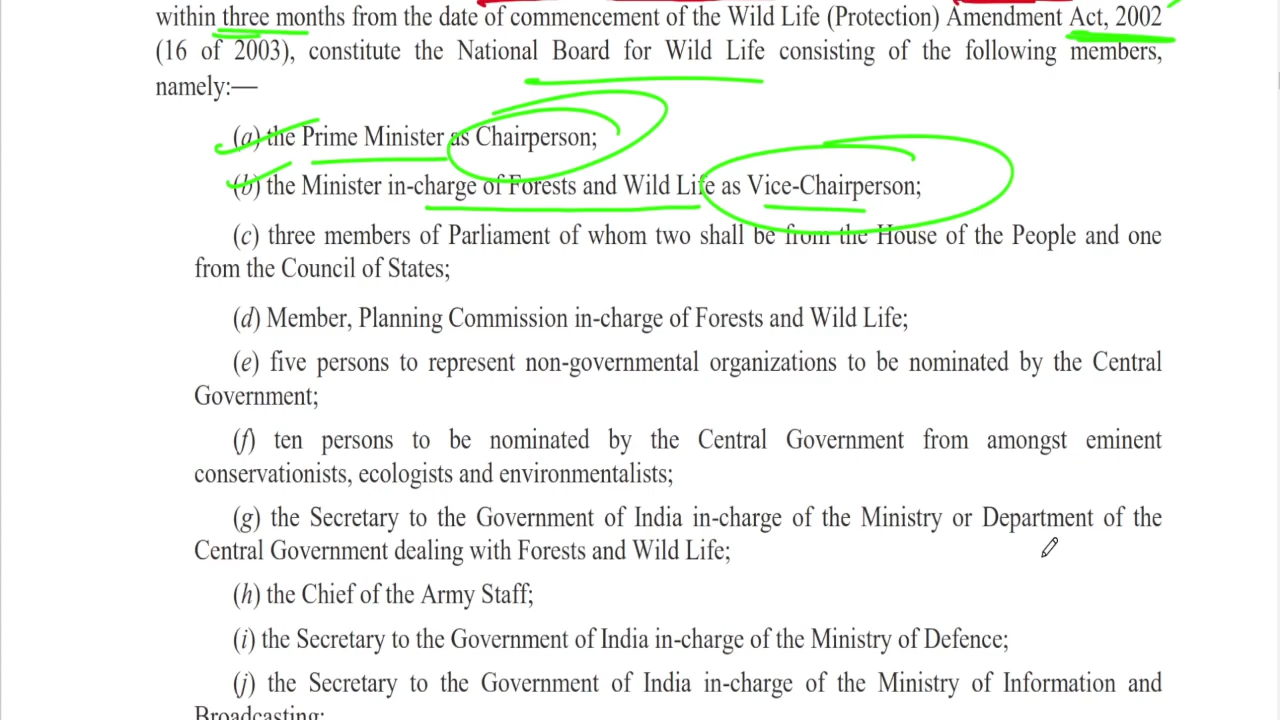 within three months from the date of commencement of the Wild Life (Protection) Amendment Act, 2002
(16 of 2003), constitute the National Board for Wild Life consisting of the following members,
namely:—
(a) the Prime Minister as Chairperson;
(b) the Minister in-charge of Forests and Wild Life as Vice-Chairperson;
(c) three members of Parliament of whom two shall be from the House of the People and one
from the Council of States;
(d) Member, Planning Commission in-charge of Forests and Wild Life;
(e) five persons to represent non-governmental organizations to be nominated by the Central
Government;
(f) ten persons to be nominated by the Central Government from amongst eminent
conservationists, ecologists and environmentalists;
(g) the Secretary to the Government of India in-charge of the Ministry or Department of the
Central Government dealing with Forests and Wild Life;
(h) the Chief of the Army Staff;
(i) the Secretary to the Government of India in-charge of the Ministry of Defence;
(j) the Secretary to the Government of India in-charge of the Ministry of Information and
Broadcasting;